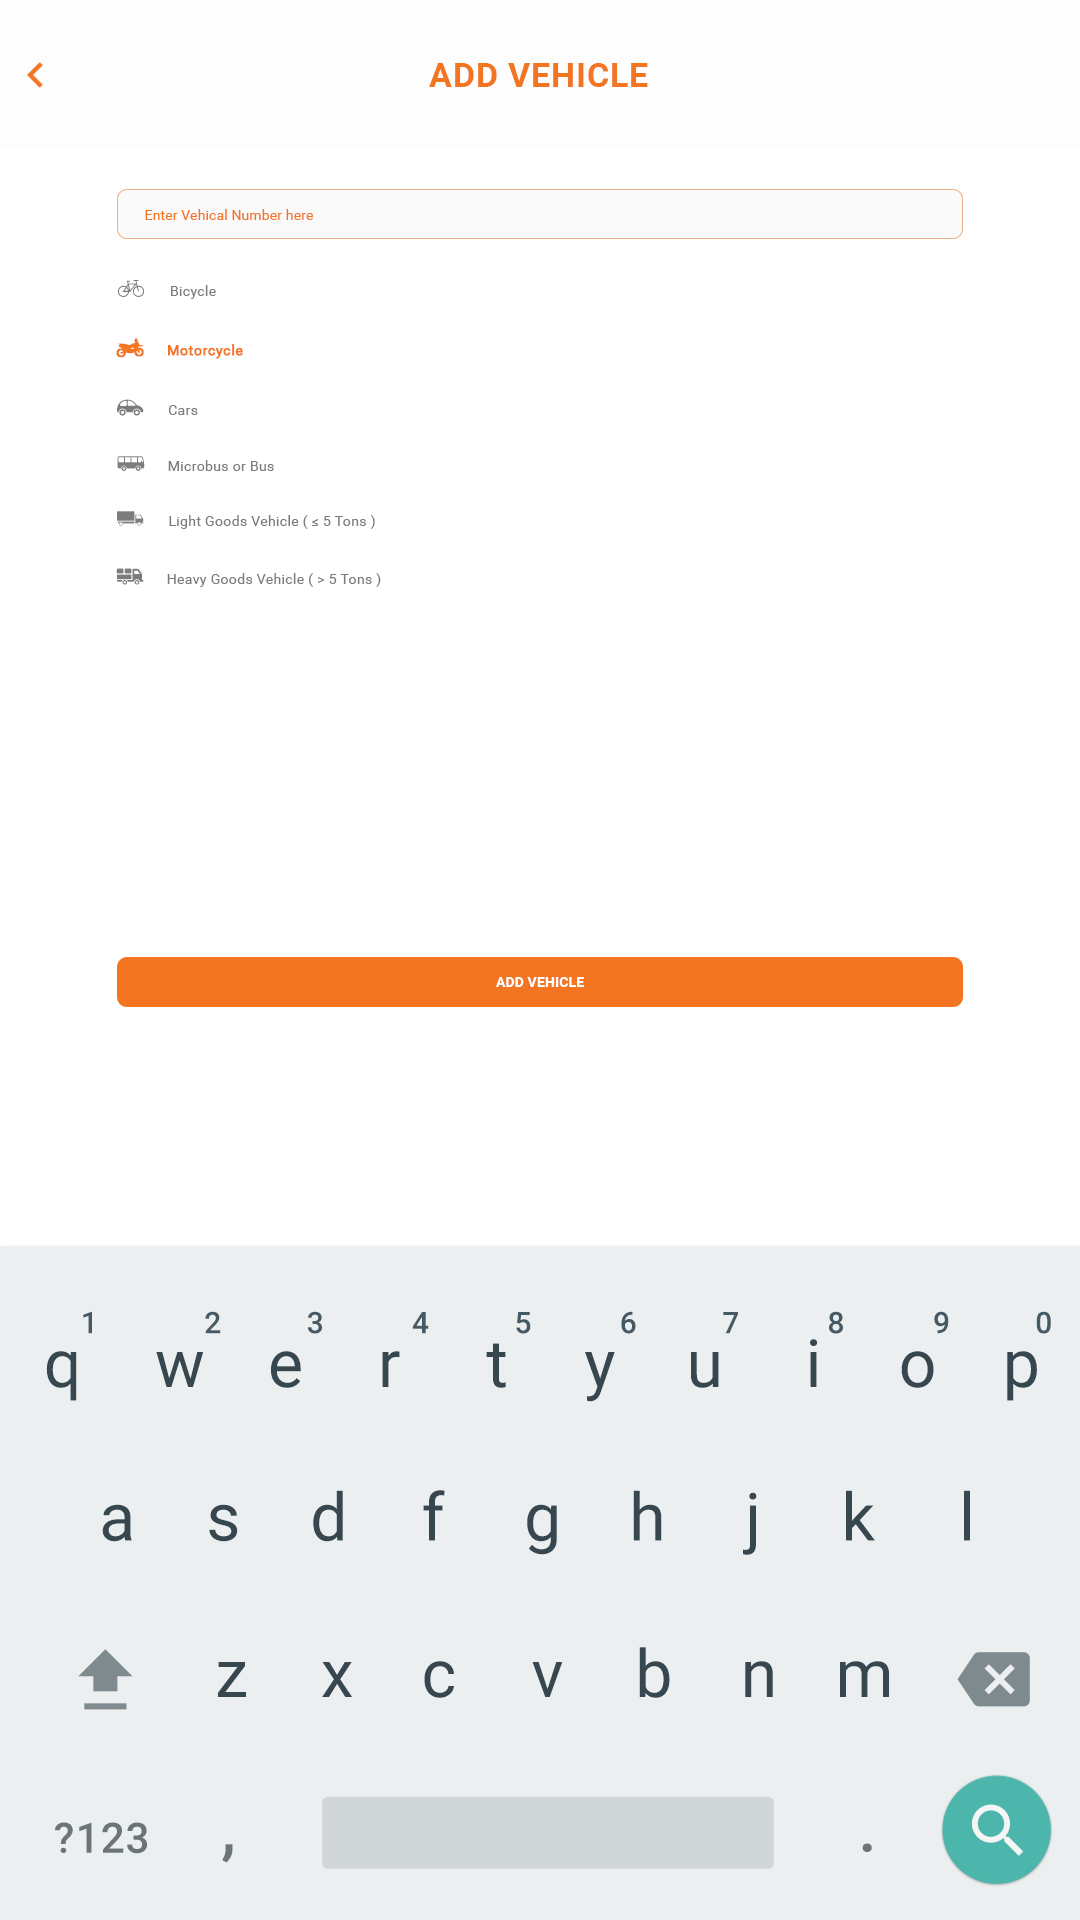 ADD VEHICLE
Enter Vehical Number here
Bicycle
Motorcycle
Cars
Microbus or Bus
Light Goods Vehicle ( ≤ 5 Tons )
Heavy Goods Vehicle ( > 5 Tons )
ADD VEHICLE
1 2 3 4 5 6 7 8 9 0
q w e r t y u i o p
a s d f g h j k l
z x c v b n m
?123 , .